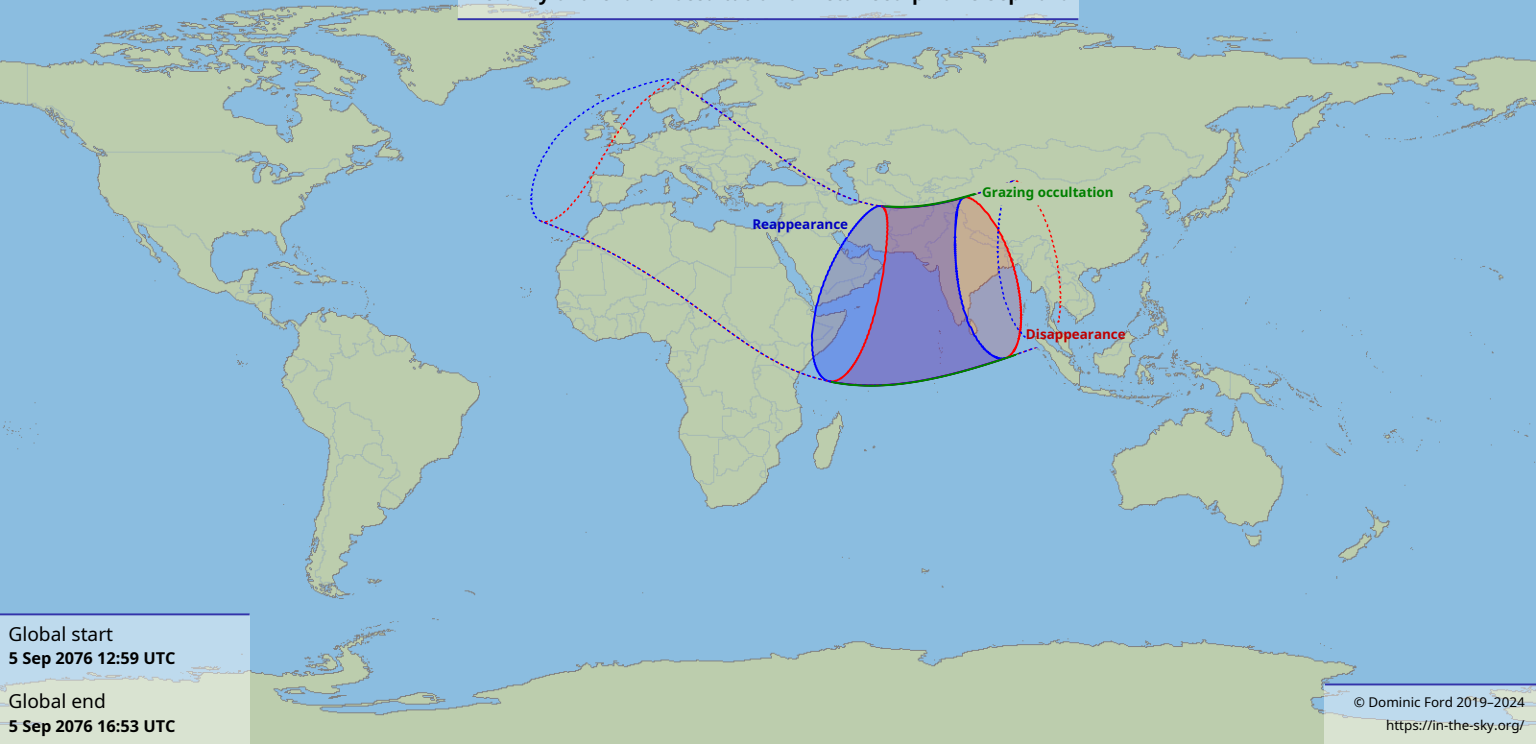 Grazing occultation
Reappearance
Disappearance
Global start
5 Sep 2076 12:59 UTC
Global end
5 Sep 2076 16:53 UTC
© Dominic Ford 2019–2024
https://in-the-sky.org/